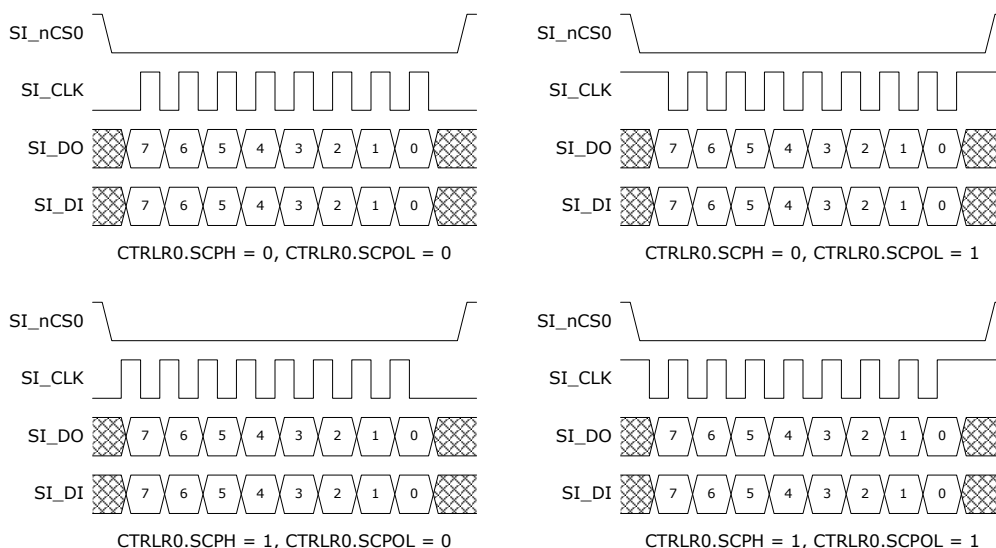 SI_nCS0
SI_CLK
SI_DO 7 6 5 4 3 2 1 0
SI_DI 7 6 5 4 3 2 1 0
CTRLR0.SCPH = 0, CTRLR0.SCPOL = 0
SI_nCS0
SI_CLK
SI_DO 7 6 5 4 3 2 1 0
SI_DI 7 6 5 4 3 2 1 0
CTRLR0.SCPH = 0, CTRLR0.SCPOL = 1
SI_nCS0
SI_CLK
SI_DO 7 6 5 4 3 2 1 0
SI_DI 7 6 5 4 3 2 1 0
CTRLR0.SCPH = 1, CTRLR0.SCPOL = 0
SI_nCS0
SI_CLK
SI_DO 7 6 5 4 3 2 1 0
SI_DI 7 6 5 4 3 2 1 0
CTRLR0.SCPH = 1, CTRLR0.SCPOL = 1